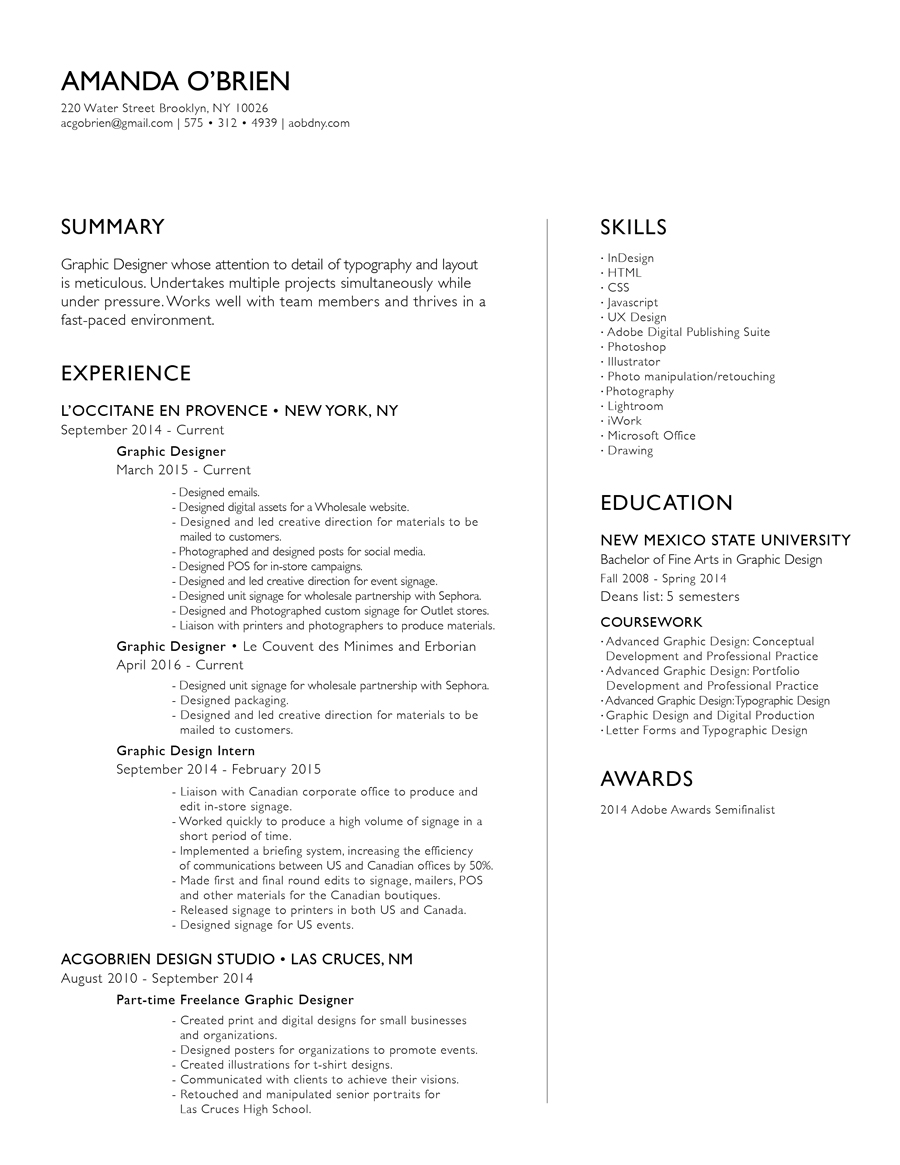 AMANDA O’BRIEN
220 Water Street Brooklyn, NY 10026
acgobrien@gmail.com | 575 • 312 • 4939 | aobdny.com
SUMMARY
Graphic Designer whose attention to detail of typography and layout
is meticulous. Undertakes multiple projects simultaneously while
under pressure. Works well with team members and thrives in a
fast-paced environment.
EXPERIENCE
L’OCCITANE EN PROVENCE • NEW YORK, NY
September 2014 - Current
Graphic Designer
March 2015 - Current
- Designed emails.
- Designed digital assets for a Wholesale website.
- Designed and led creative direction for materials to be
mailed to customers.
- Photographed and designed posts for social media.
- Designed POS for in-store campaigns.
- Designed and led creative direction for event signage.
- Designed unit signage for wholesale partnership with Sephora.
- Designed and Photographed custom signage for Outlet stores.
- Liaison with printers and photographers to produce materials.
Graphic Designer • Le Couvent des Minimes and Erborian
April 2016 - Current
- Designed unit signage for wholesale partnership with Sephora.
- Designed packaging.
- Designed and led creative direction for materials to be
mailed to customers.
Graphic Design Intern
September 2014 - February 2015
- Liaison with Canadian corporate office to produce and
edit in-store signage.
- Worked quickly to produce a high volume of signage in a
short period of time.
- Implemented a briefing system, increasing the efficiency
of communications between US and Canadian offices by 50%.
- Made first and final round edits to signage, mailers, POS
and other materials for the Canadian boutiques.
- Released signage to printers in both US and Canada.
- Designed signage for US events.
ACGOBRIEN DESIGN STUDIO • LAS CRUCES, NM
August 2010 - September 2014
Part-time Freelance Graphic Designer
- Created print and digital designs for small businesses
and organizations.
- Designed posters for organizations to promote events.
- Created illustrations for t-shirt designs.
- Communicated with clients to achieve their visions.
- Retouched and manipulated senior portraits for
Las Cruces High School.
SKILLS
· InDesign
· HTML
· CSS
· Javascript
· UX Design
· Adobe Digital Publishing Suite
· Photoshop
· Illustrator
· Photo manipulation/retouching
· Photography
· Lightroom
· iWork
· Microsoft Office
· Drawing
EDUCATION
NEW MEXICO STATE UNIVERSITY
Bachelor of Fine Arts in Graphic Design
Fall 2008 - Spring 2014
Deans list: 5 semesters
COURSEWORK
· Advanced Graphic Design: Conceptual
Development and Professional Practice
· Advanced Graphic Design: Portfolio
Development and Professional Practice
· Advanced Graphic Design: Typographic Design
· Graphic Design and Digital Production
· Letter Forms and Typographic Design
AWARDS
2014 Adobe Awards Semifinalist